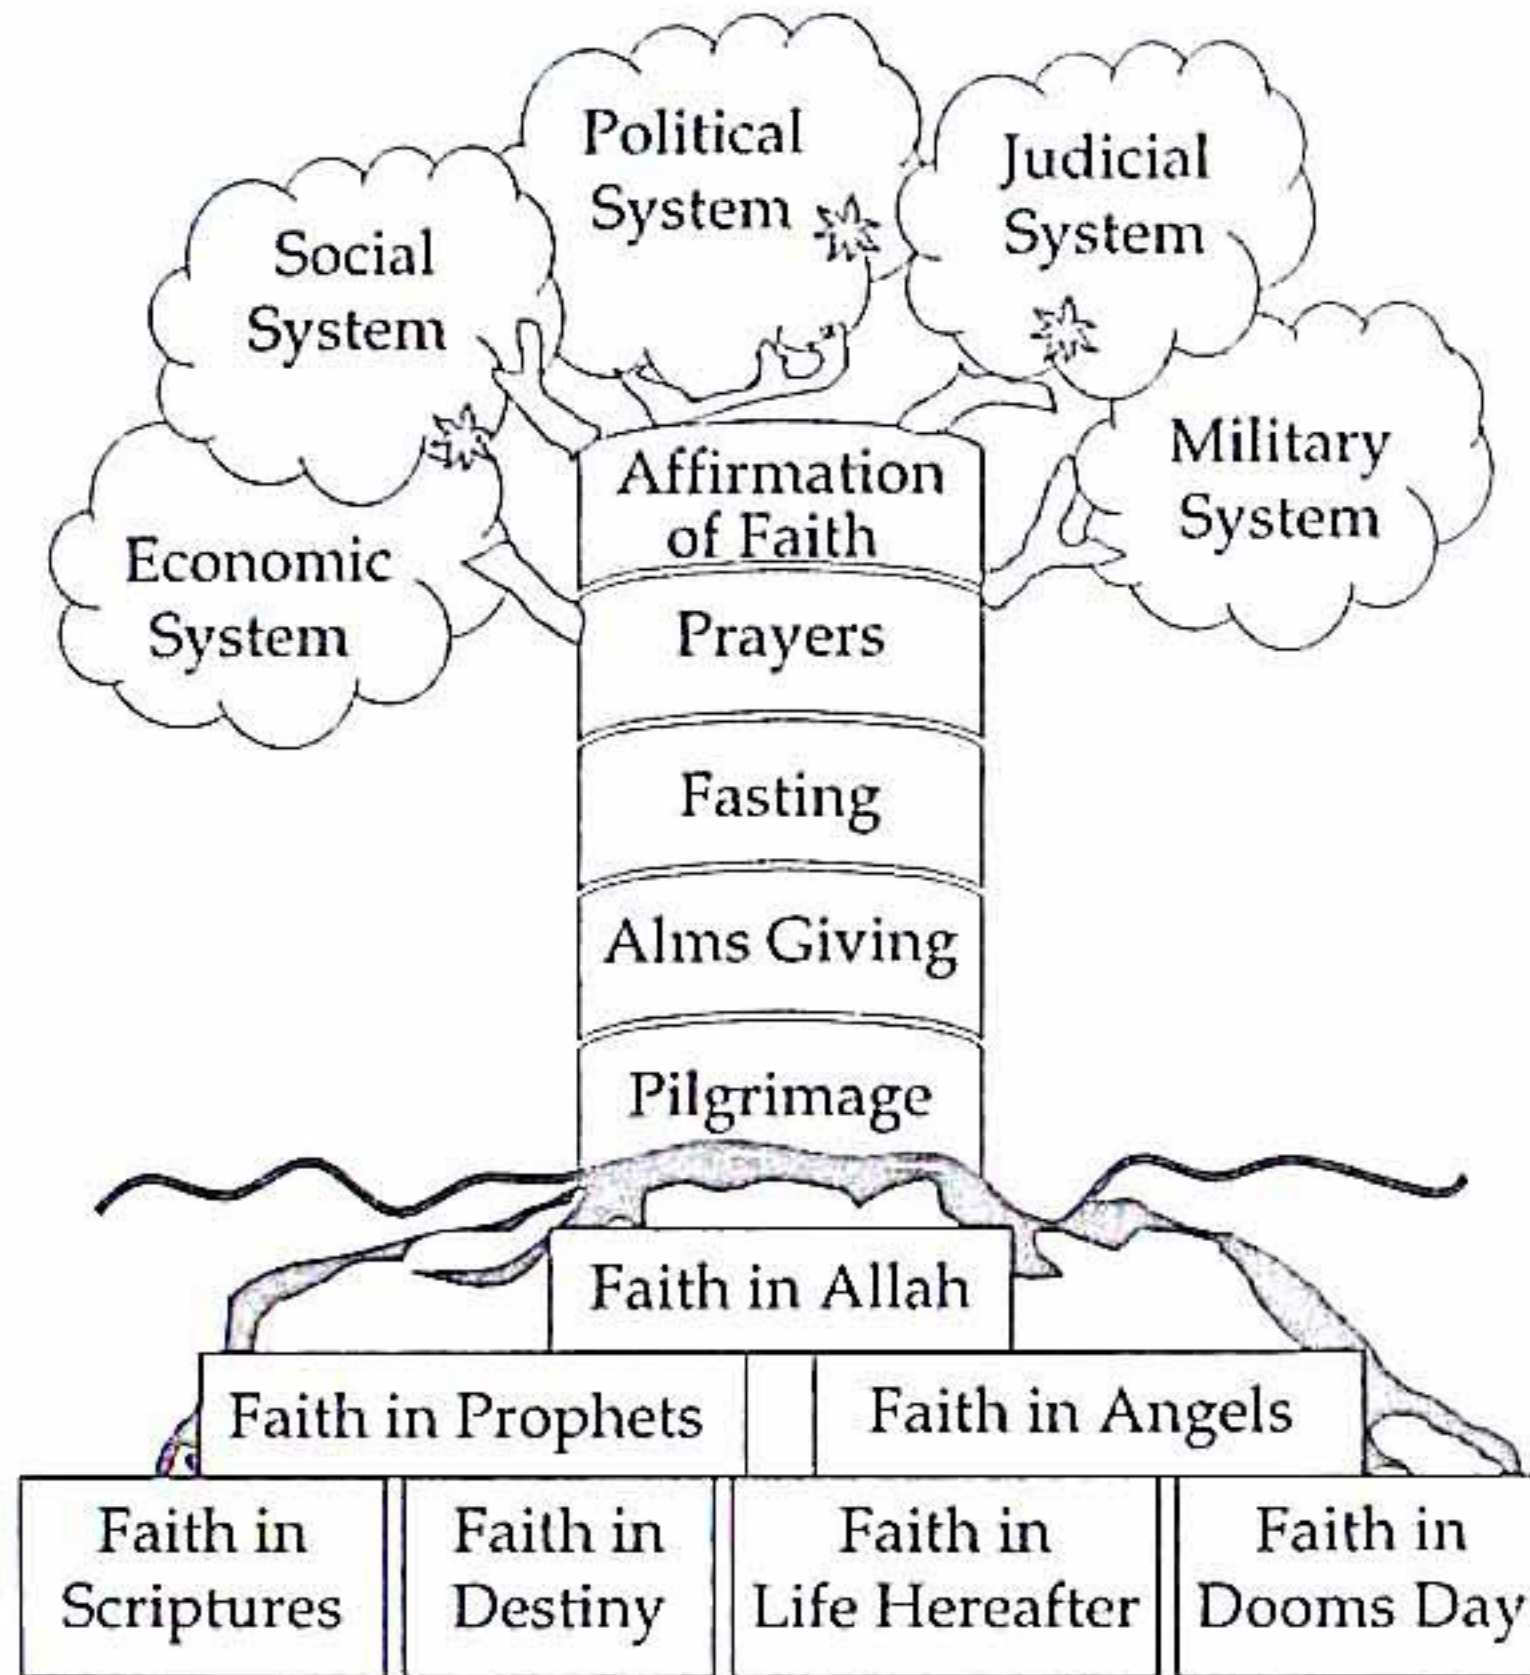 Political
System
Judicial
System
Social
System
Military
System
Economic
System
Affirmation
of Faith
Prayers
Fasting
Alms Giving
Pilgrimage
Faith in Allah
Faith in Prophets
Faith in Angels
Faith in
Scriptures
Faith in
Destiny
Faith in
Life Hereafter
Faith in
Dooms Day